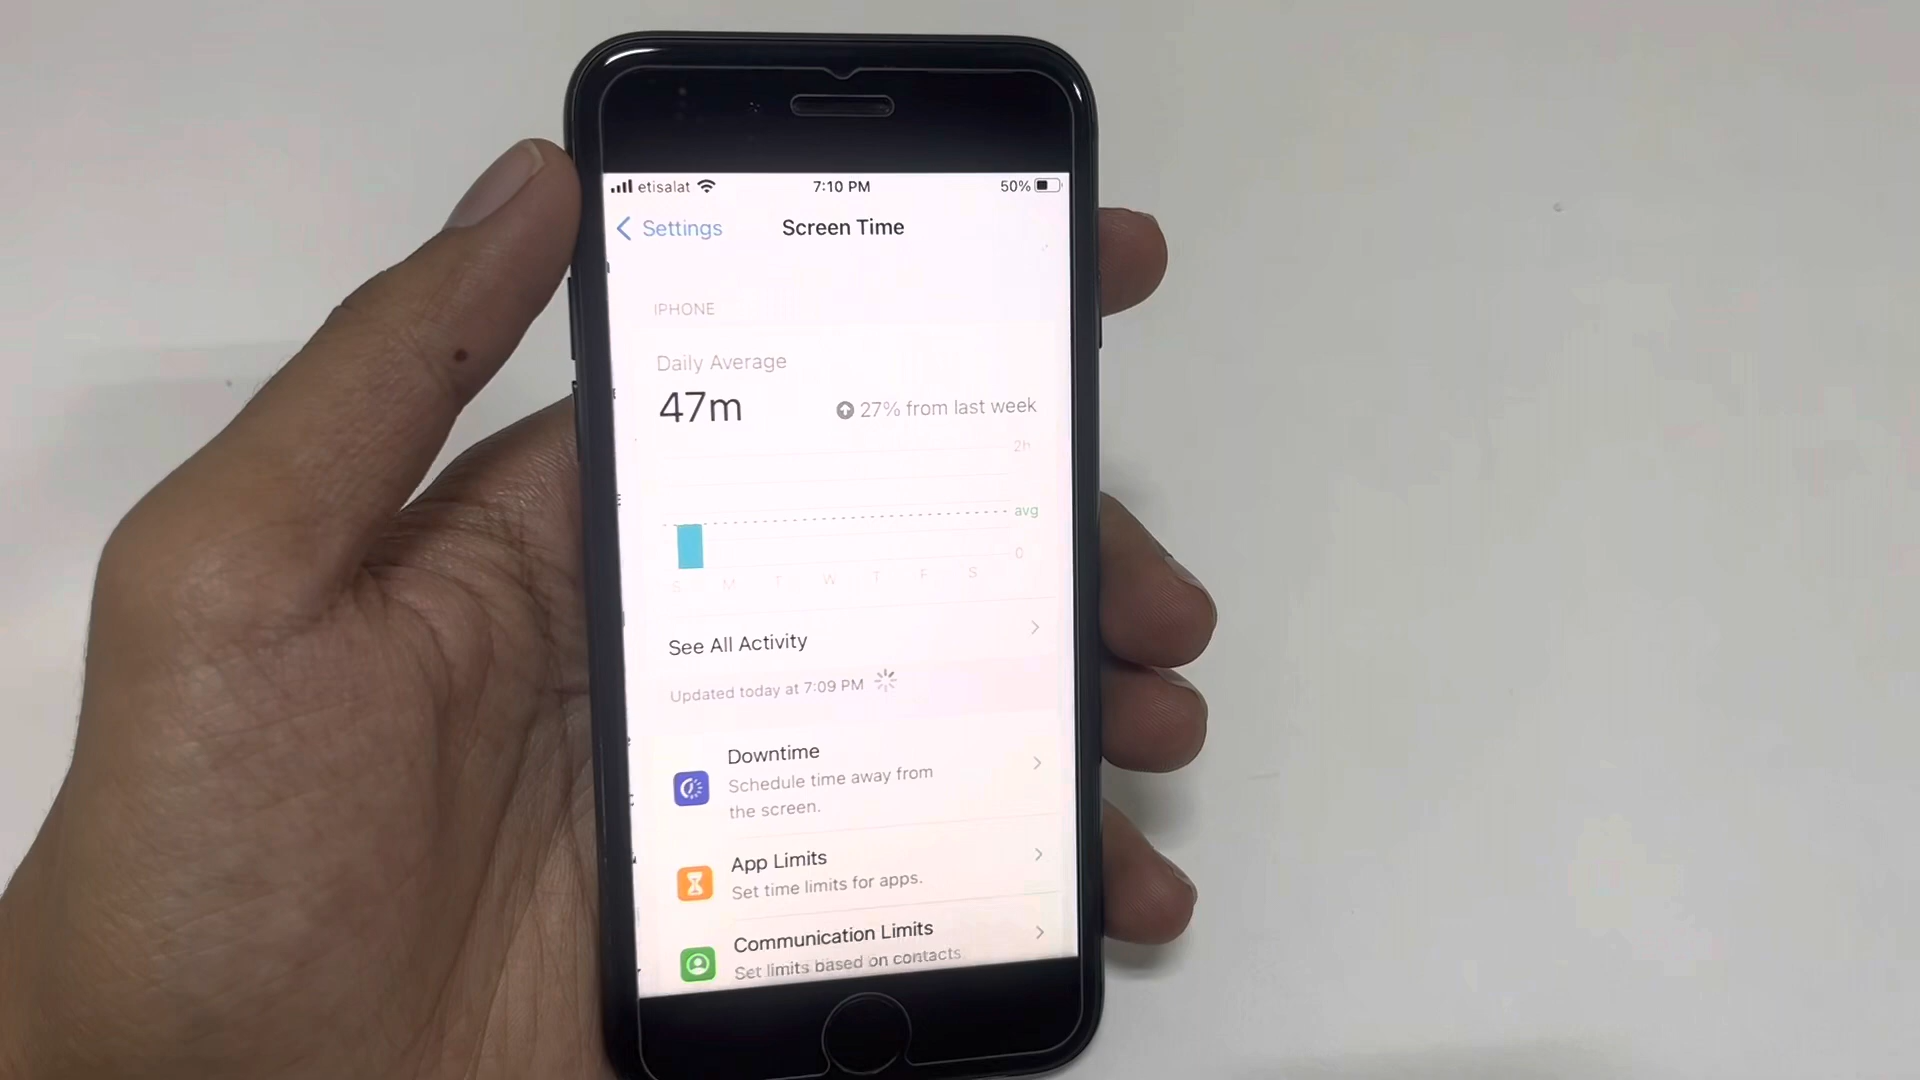 etisalat 7:10 PM 50%
Settings Screen Time
IPHONE
Daily Average
47m 27% from last week
2h
avg
0
S M T W T F S
See All Activity
Updated today at 7:09 PM
Downtime
Schedule time away from
the screen.
App Limits
Set time limits for apps.
Communication Limits
Set limits based on contacts